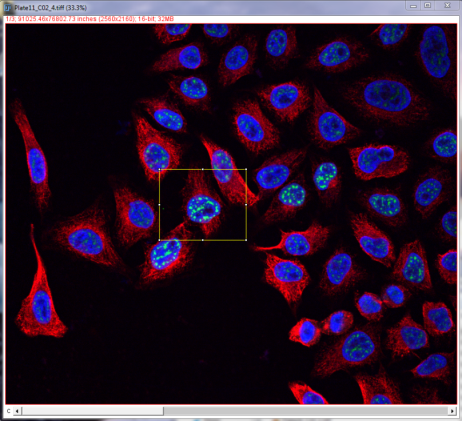 Plate11_C02_4.tiff (33.3%)
1/3; 91025.46x76802.73 inches (2560x2160); 16-bit; 32MB
c